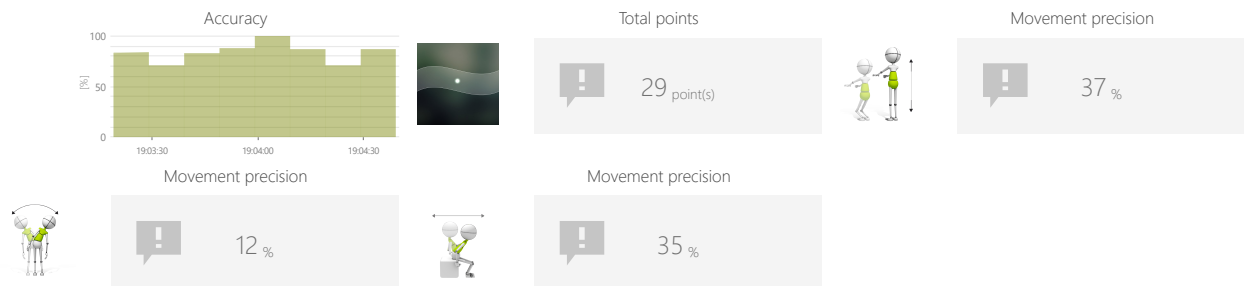 Accuracy
Total points
Movement precision
100
[%]
50
0
19:03:30 19:04:00 19:04:30
29 point(s)
37 %
Movement precision
Movement precision
12 %
35 %